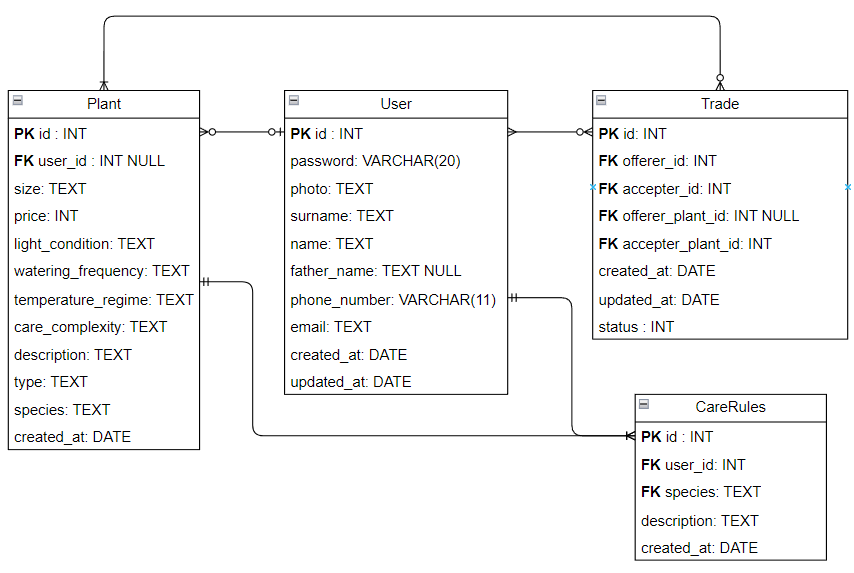 Plant
PK id : INT
FK user_id : INT NULL
size: TEXT
price: INT
light_condition: TEXT
watering_frequency: TEXT
temperature_regime: TEXT
care_complexity: TEXT
description: TEXT
type: TEXT
species: TEXT
created_at: DATE
User
PK id : INT
password: VARCHAR(20)
photo: TEXT
surname: TEXT
name: TEXT
father_name: TEXT NULL
phone_number: VARCHAR(11)
email: TEXT
created_at: DATE
updated_at: DATE
Trade
PK id: INT
FK offerer_id: INT
FK accepter_id: INT
FK offerer_plant_id: INT NULL
FK accepter_plant_id: INT
created_at: DATE
updated_at: DATE
status : INT
CareRules
PK id : INT
FK user_id: INT
FK species: TEXT
description: TEXT
created_at: DATE